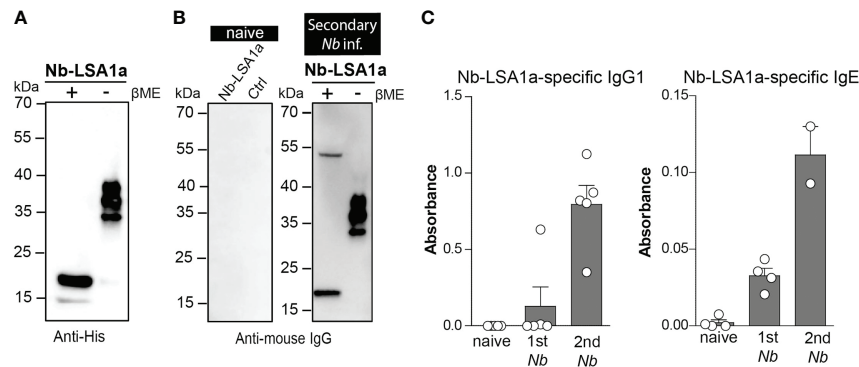 A
Nb-LSA1a
kDa
+
-
βME
70
55
40
35
25
15
Anti-His
B
naive
Nb-LSA1a
Ctrl
kDa
70
55
40
35
25
15
Secondary
Nb inf.
Nb-LSA1a
kDa
+
-
βME
70
55
40
35
25
15
Anti-mouse IgG
C
Nb-LSA1a-specific IgG1
Absorbance
1.5
1.0
0.5
0.0
naive
1st
Nb
2nd
Nb
Nb-LSA1a-specific IgE
Absorbance
0.15
0.10
0.05
0.00
naive
1st
Nb
2nd
Nb